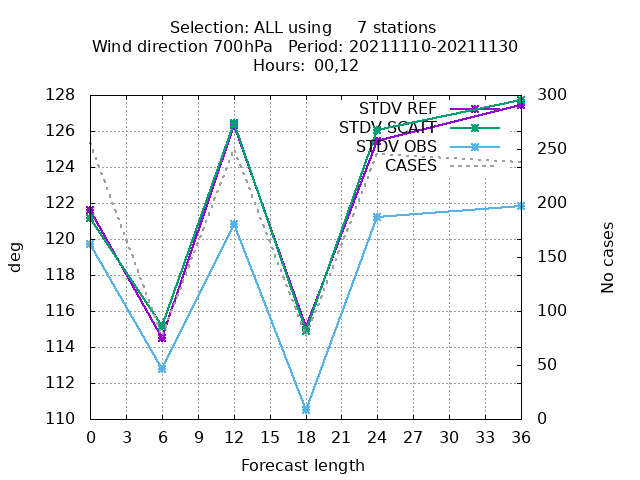 Selection: ALL using     7 stations
Wind direction 700hPa   Period: 20211110-20211130
Hours:  00,12
128
126
124
122
120
118
116
114
112
110
deg
300
250
200
150
100
50
0
No cases
STDV REF
STDV SCATT
STDV OBS
CASES
0 3 6 9 12 15 18 21 24 27 30 33 36
Forecast length